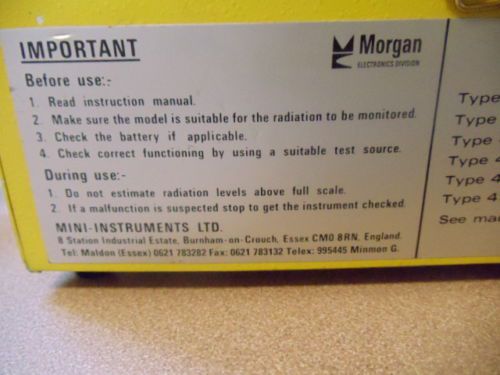 IMPORTANT
Morgan
ELECTRONICS DIVISION
Before use:-
1. Read instruction manual.
2. Make sure the model is suitable for the radiation to be monitored.
3. Check the battery if applicable.
4. Check correct functioning by using a suitable test source.
During use:-
1. Do not estimate radiation levels above full scale.
2. If a malfunction is suspected stop to get the instrument checked.
MINI-INSTRUMENTS LTD.
8 Station Industrial Estate, Burnham-on-Crouch, Essex CM0 8RN, England.
Tel: Maldon (Essex) 0621 783282 Fax: 0621 783132 Telex: 995445 Minmon G.
Type
Type
Type
Type 4
Type 4
Type 4
See